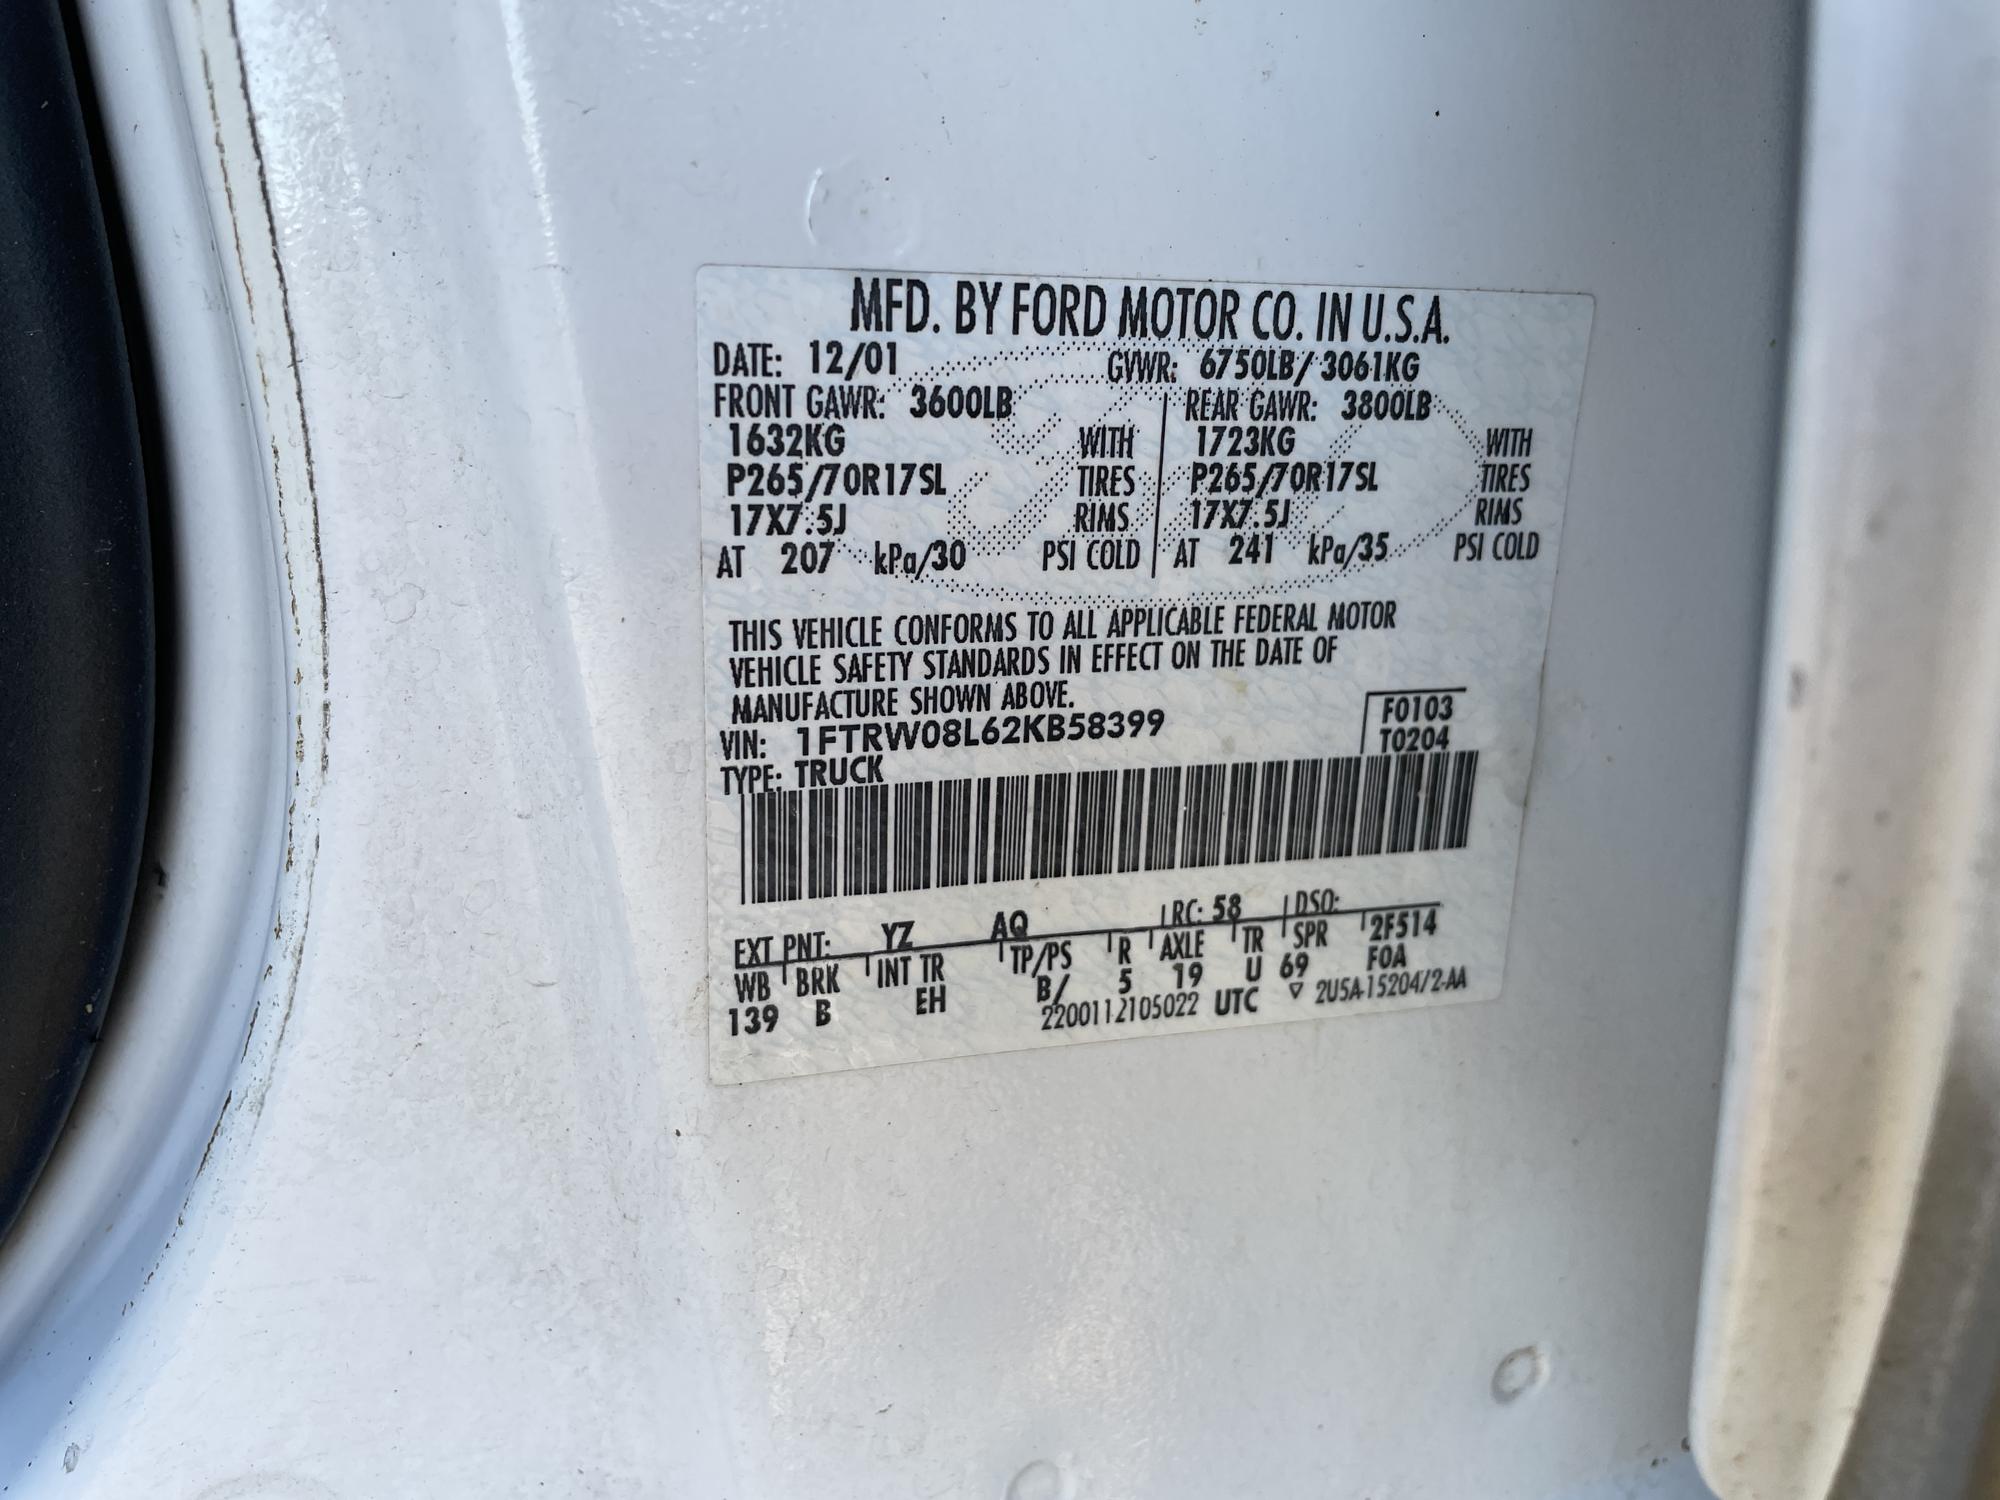 MFD. BY FORD MOTOR CO. IN U.S.A.
DATE: 12/01 GVWR: 6750LB/ 3061KG
FRONT GAWR: 3600LB REAR GAWR: 3800LB
1632KG WITH 1723KG WITH
P265/70R17SL TIRES P265/70R17SL TIRES
17X7.5J RIMS 17X7.5J RIMS
AT 207 kPa/30 PSI COLD AT 241 kPa/35 PSI COLD
THIS VEHICLE CONFORMS TO ALL APPLICABLE FEDERAL MOTOR
VEHICLE SAFETY STANDARDS IN EFFECT ON THE DATE OF
MANUFACTURE SHOWN ABOVE.
VIN: 1FTRW08L62KB58399 F0103
TYPE: TRUCK T0204
EXT PNT: YZ AQ RC: 58 DSO:
WB BRK INT TR TP/PS R AXLE TR SPR 2F514
139 B EH B/ 5 19 U 69 FOA
2200112105022 UTC ▽ 2U5A-15204/2-AA